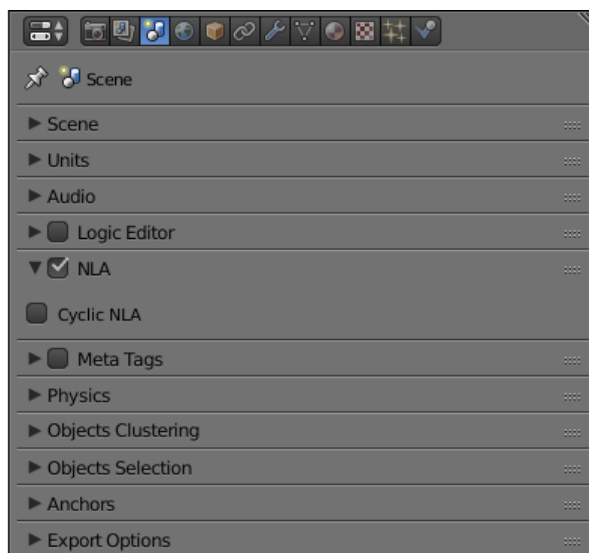 Scene
Scene
Units
Audio
Logic Editor
NLA
Cyclic NLA
Meta Tags
Physics
Objects Clustering
Objects Selection
Anchors
Export Options